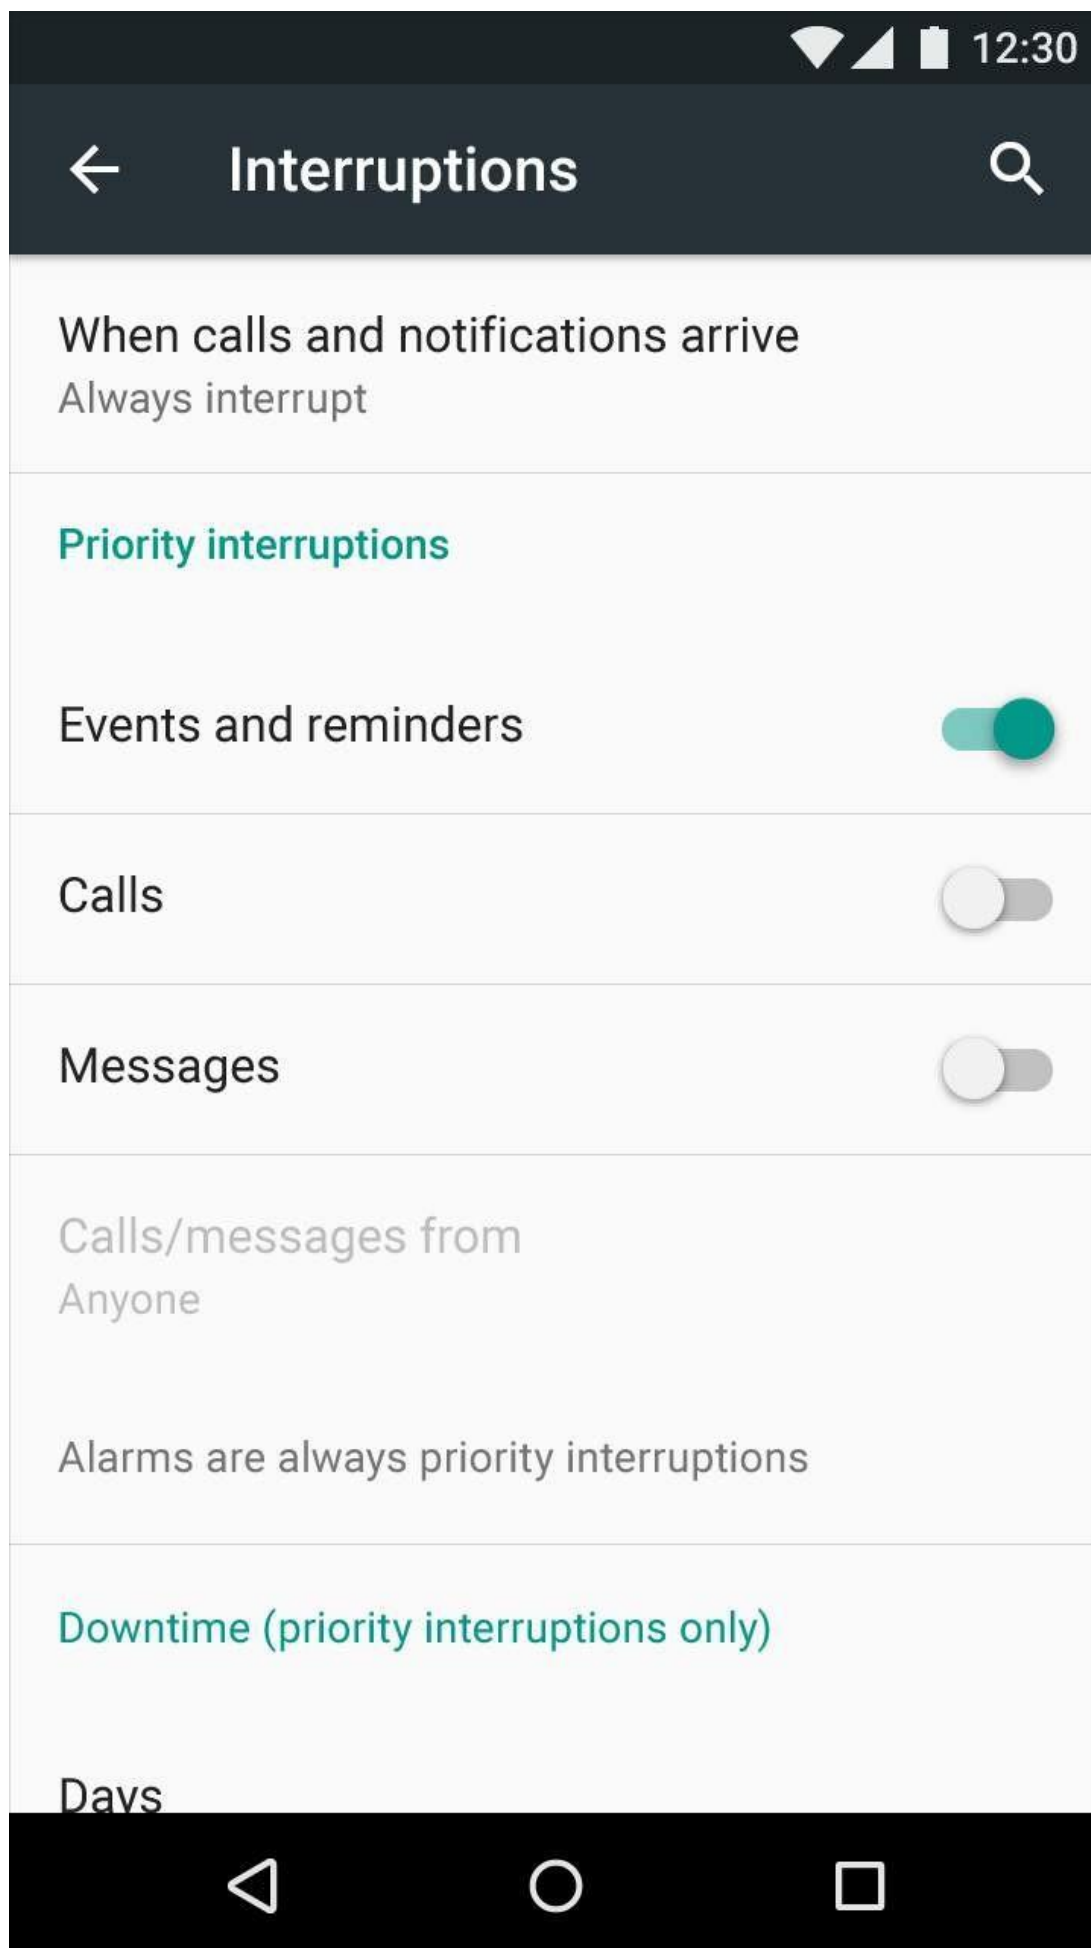 12:30
Interruptions
When calls and notifications arrive
Always interrupt
Priority interruptions
Events and reminders
Calls
Messages
Calls/messages from
Anyone
Alarms are always priority interruptions
Downtime (priority interruptions only)
Days